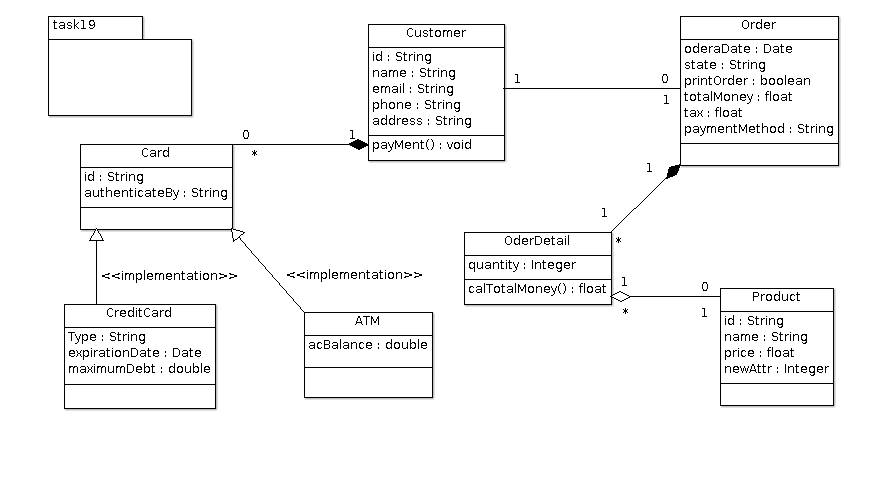 task19
Customer
id : String
name : String
email : String
phone : String
address : String
payMent() : void
Order
oderaDate : Date
state : String
printOrder : boolean
totalMoney : float
tax : float
paymentMethod : String
1
0
1
0
*
1
Card
id : String
authenticateBy : String
1
1
*
OderDetail
quantity : Integer
calTotalMoney() : float
<<implementation>>
<<implementation>>
1
*
0
1
Product
id : String
name : String
price : float
newAttr : Integer
CreditCard
Type : String
expirationDate : Date
maximumDebt : double
ATM
acBalance : double